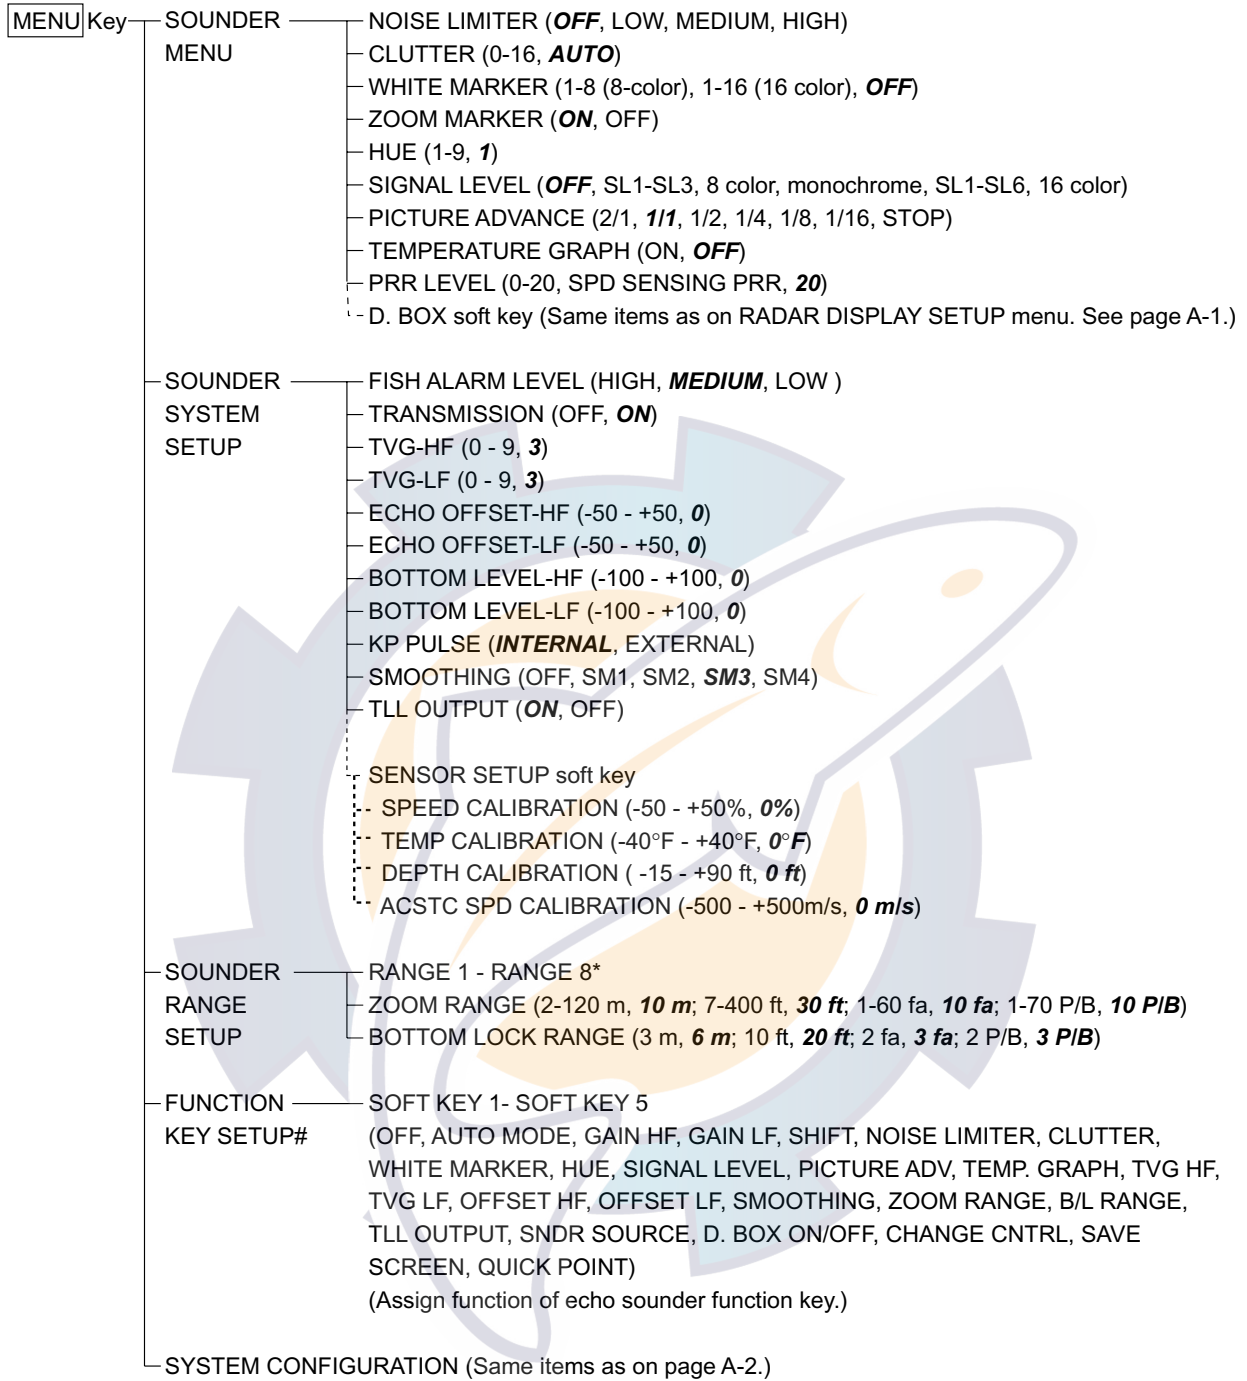 MENU Key SOUNDER NOISE LIMITER (OFF, LOW, MEDIUM, HIGH)
MENU CLUTTER (0-16, AUTO)
WHITE MARKER (1-8 (8-color), 1-16 (16 color), OFF)
ZOOM MARKER (ON, OFF)
HUE (1-9, 1)
SIGNAL LEVEL (OFF, SL1-SL3, 8 color, monochrome, SL1-SL6, 16 color)
PICTURE ADVANCE (2/1, 1/1, 1/2, 1/4, 1/8, 1/16, STOP)
TEMPERATURE GRAPH (ON, OFF)
PRR LEVEL (0-20, SPD SENSING PRR, 20)
D. BOX soft key (Same items as on RADAR DISPLAY SETUP menu. See page A-1.)
SOUNDER FISH ALARM LEVEL (HIGH, MEDIUM, LOW )
SYSTEM TRANSMISSION (OFF, ON)
SETUP TVG-HF (0 - 9, 3)
TVG-LF (0 - 9, 3)
ECHO OFFSET-HF (-50 - +50, 0)
ECHO OFFSET-LF (-50 - +50, 0)
BOTTOM LEVEL-HF (-100 - +100, 0)
BOTTOM LEVEL-LF (-100 - +100, 0)
KP PULSE (INTERNAL, EXTERNAL)
SMOOTHING (OFF, SM1, SM2, SM3, SM4)
TLL OUTPUT (ON, OFF)
SENSOR SETUP soft key
SPEED CALIBRATION (-50 - +50%, 0%)
TEMP CALIBRATION (-40°F - +40°F, 0°F)
DEPTH CALIBRATION ( -15 - +90 ft, 0 ft)
ACSTC SPD CALIBRATION (-500 - +500m/s, 0 m/s)
SOUNDER RANGE 1 - RANGE 8*
RANGE ZOOM RANGE (2-120 m, 10 m; 7-400 ft, 30 ft; 1-60 fa, 10 fa; 1-70 P/B, 10 P/B)
SETUP BOTTOM LOCK RANGE (3 m, 6 m; 10 ft, 20 ft; 2 fa, 3 fa; 2 P/B, 3 P/B)
FUNCTION SOFT KEY 1- SOFT KEY 5
KEY SETUP# (OFF, AUTO MODE, GAIN HF, GAIN LF, SHIFT, NOISE LIMITER, CLUTTER,
WHITE MARKER, HUE, SIGNAL LEVEL, PICTURE ADV, TEMP. GRAPH, TVG HF,
TVG LF, OFFSET HF, OFFSET LF, SMOOTHING, ZOOM RANGE, B/L RANGE,
TLL OUTPUT, SNDR SOURCE, D. BOX ON/OFF, CHANGE CNTRL, SAVE
SCREEN, QUICK POINT)
(Assign function of echo sounder function key.)
SYSTEM CONFIGURATION (Same items as on page A-2.)